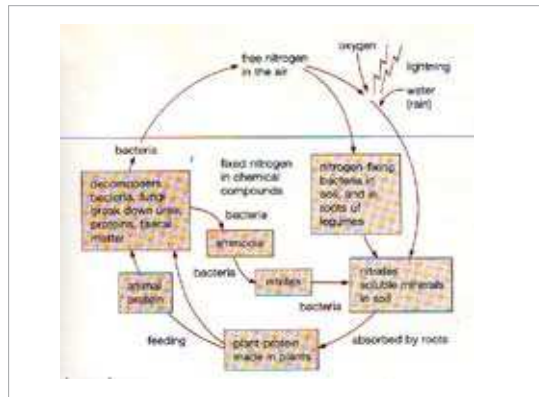 free nitrogen
in the air
oxygen
lightning
water
(rain)
bacteria
fixed nitrogen
in chemical
compounds
nitrogen-fixing
bacteria in
soil, and in
roots of
legumes
decomposers
bacteria, fungi
break down urea,
proteins, faecal
matter
bacteria
ammonia
bacteria
nitrites
bacteria
nitrates
soluble minerals
in soil
animal
protein
feeding
plant-protein
made in plants
absorbed by roots